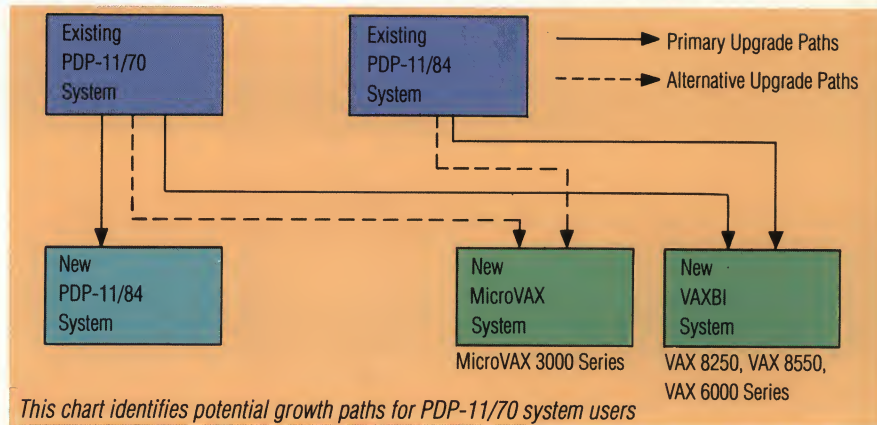 Existing
PDP-11/70
System
Existing
PDP-11/84
System
Primary Upgrade Paths
Alternative Upgrade Paths
New
PDP-11/84
System
New
MicroVAX
System
New
VAXBI
System
MicroVAX 3000 Series
VAX 8250, VAX 8550,
VAX 6000 Series
This chart identifies potential growth paths for PDP-11/70 system users